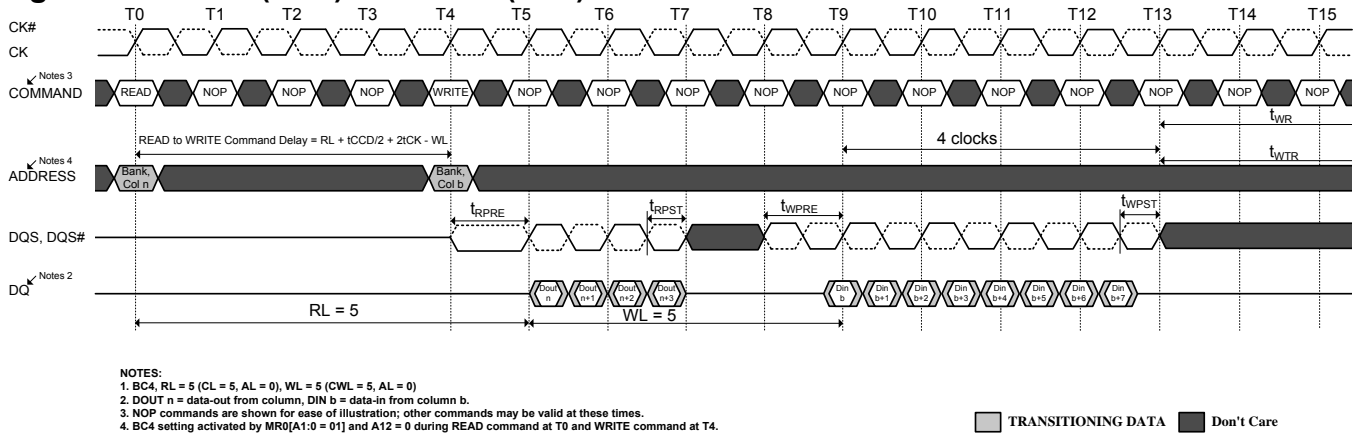 T0 T1 T2 T3 T4 T5 T6 T7 T8 T9 T10 T11 T12 T13 T14 T15
CK#
CK
Notes 3
COMMAND READ NOP NOP NOP WRITE NOP NOP NOP NOP NOP NOP NOP NOP NOP NOP NOP
tWR
READ to WRITE Command Delay = RL + tCCD/2 + 2tCK - WL
4 clocks
tWTR
Notes 4
ADDRESS Bank, Col n Bank, Col b
tRPRE tRPST tWPRE tWPST
DQS, DQS#
Notes 2
DQ Dout n Dout n+1 Dout n+2 Dout n+3 Din b Din b+1 Din b+2 Din b+3 Din b+4 Din b+5 Din b+6 Din b+7
RL = 5 WL = 5
NOTES:
1. BC4, RL = 5 (CL = 5, AL = 0), WL = 5 (CWL = 5, AL = 0)
2. DOUT n = data-out from column, DIN b = data-in from column b.
3. NOP commands are shown for ease of illustration; other commands may be valid at these times.
4. BC4 setting activated by MR0[A1:0 = 01] and A12 = 0 during READ command at T0 and WRITE command at T4.
TRANSITIONING DATA Don't Care